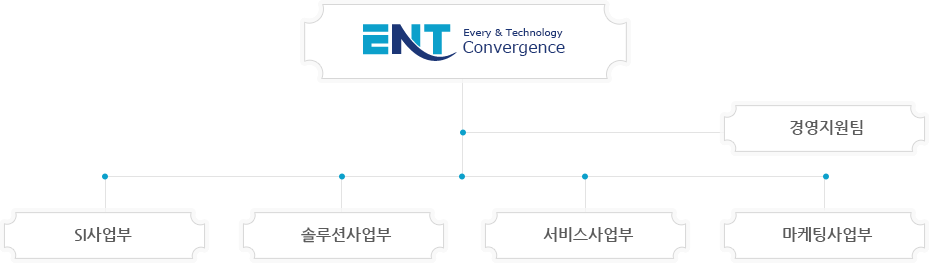 ENT
Every & Technology
Convergence
경영지원팀
SI사업부
솔루션사업부
서비스사업부
마케팅사업부